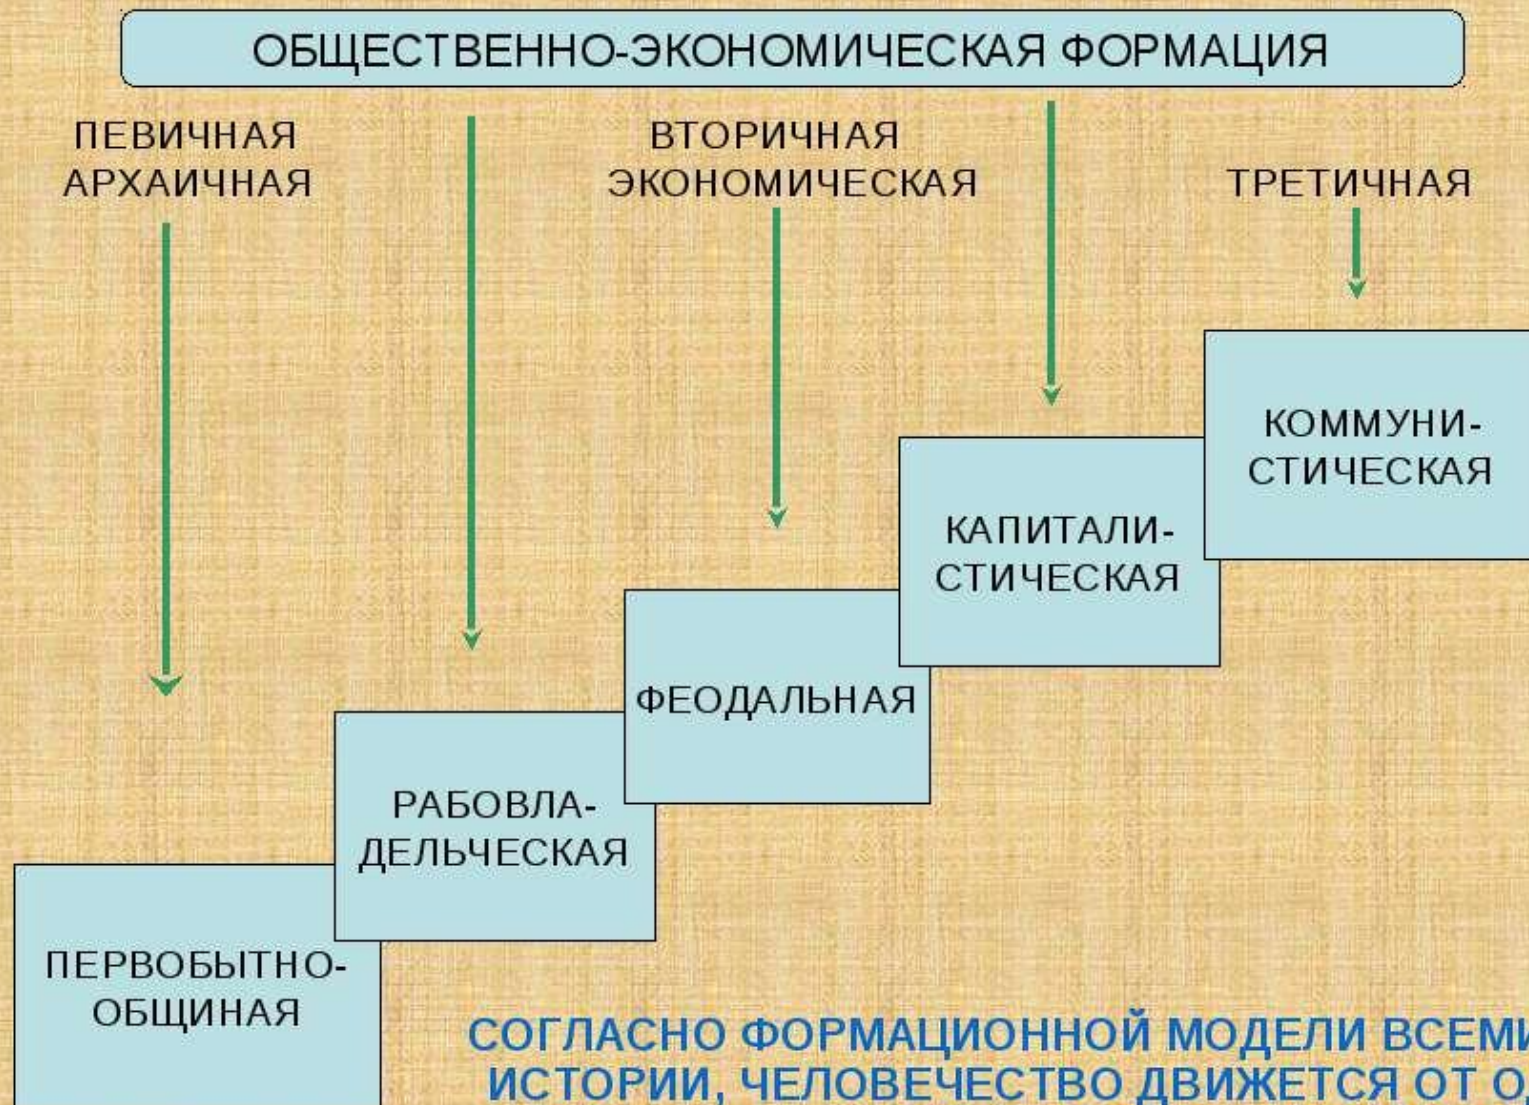 ОБЩЕСТВЕННО-ЭКОНОМИЧЕСКАЯ ФОРМАЦИЯ
ПЕВИЧНАЯ
АРХАИЧНАЯ
ВТОРИЧНАЯ
ЭКОНОМИЧЕСКАЯ
ТРЕТИЧНАЯ
КОММУНИ-
СТИЧЕСКАЯ
КАПИТАЛИ-
СТИЧЕСКАЯ
ФЕОДАЛЬНАЯ
РАБОВЛА-
ДЕЛЬЧЕСКАЯ
ПЕРВОБЫТНО-
ОБЩИНАЯ
СОГЛАСНО ФОРМАЦИОННОЙ МОДЕЛИ
ИСТОРИИ, ЧЕЛОВЕЧЕСТВО ДВИЖЕТСЯ ОТ